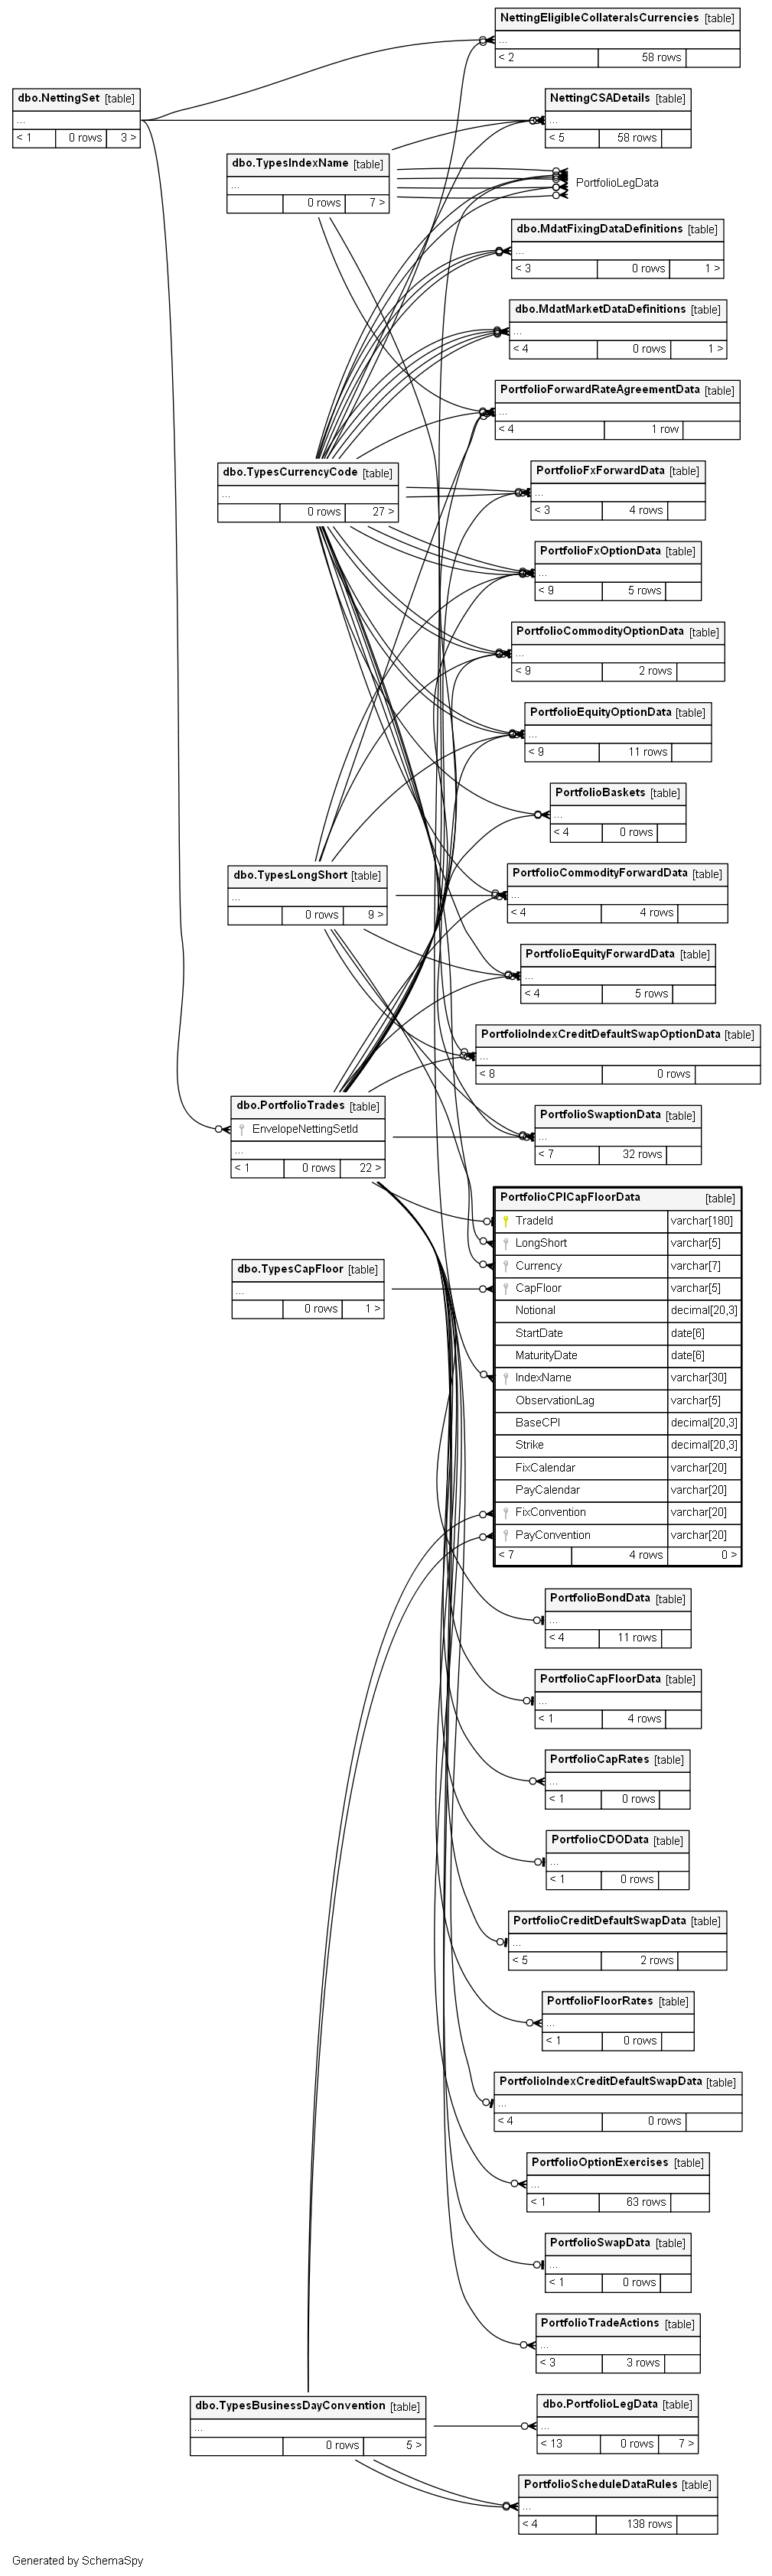 NettingEligibleCollateralsCurrencies [table]
...
< 2 58 rows
dbo.NettingSet [table]
...
< 1 0 rows 3 >
NettingCSADetails [table]
...
< 5 58 rows
dbo.TypesIndexName [table]
...
0 rows 7 >
PortfolioLegData
dbo.MdatFixingDataDefinitions [table]
...
< 3 0 rows 1 >
dbo.MdatMarketDataDefinitions [table]
...
< 4 0 rows 1 >
PortfolioForwardRateAgreementData [table]
...
< 4 1 row
dbo.TypesCurrencyCode [table]
...
0 rows 27 >
PortfolioFxForwardData [table]
...
< 3 4 rows
PortfolioFxOptionData [table]
...
< 9 5 rows
PortfolioCommodityOptionData [table]
...
< 9 2 rows
PortfolioEquityOptionData [table]
...
< 9 11 rows
PortfolioBaskets [table]
...
< 4 0 rows
dbo.TypesLongShort [table]
...
0 rows 9 >
PortfolioCommodityForwardData [table]
...
< 4 4 rows
PortfolioEquityForwardData [table]
...
< 4 5 rows
PortfolioIndexCreditDefaultSwapOptionData [table]
...
< 8 0 rows
dbo.PortfolioTrades [table]
EnvelopeNettingSetId
...
< 1 0 rows 22 >
PortfolioSwaptionData [table]
...
< 7 32 rows
PortfolioCPICapFloorData [table]
TradeId varchar[180]
LongShort varchar[5]
Currency varchar[7]
CapFloor varchar[5]
Notional decimal[20,3]
StartDate date[6]
MaturityDate date[6]
IndexName varchar[30]
ObservationLag varchar[5]
BaseCPI decimal[20,3]
Strike decimal[20,3]
FixCalendar varchar[20]
PayCalendar varchar[20]
FixConvention varchar[20]
PayConvention varchar[20]
< 7 4 rows 0 >
dbo.TypesCapFloor [table]
...
0 rows 1 >
PortfolioBondData [table]
...
< 4 11 rows
PortfolioCapFloorData [table]
...
< 1 4 rows
PortfolioCapRates [table]
...
< 1 0 rows
PortfolioCDOData [table]
...
< 1 0 rows
PortfolioCreditDefaultSwapData [table]
...
< 5 2 rows
PortfolioFloorRates [table]
...
< 1 0 rows
PortfolioIndexCreditDefaultSwapData [table]
...
< 4 0 rows
PortfolioOptionExercises [table]
...
< 1 63 rows
PortfolioSwapData [table]
...
< 1 0 rows
PortfolioTradeActions [table]
...
< 3 3 rows
dbo.TypesBusinessDayConvention [table]
...
0 rows 5 >
dbo.PortfolioLegData [table]
...
< 13 0 rows 7 >
PortfolioScheduleDataRules [table]
...
< 4 138 rows
Generated by SchemaSpy